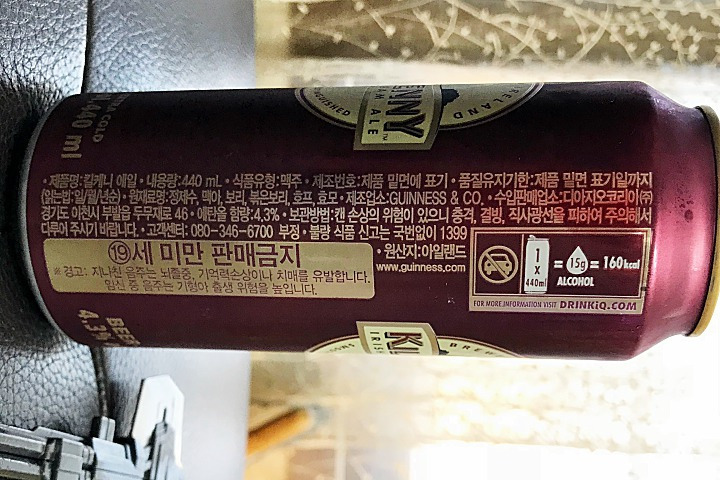 •제품명:킬케니 에일 •내용량:440 mL •식품유형:맥주 •제조번호:제품 밑면에 표기 •품질유지기한:제품 밑면 표기일까지
(읽는법:일/월/년순) •원재료명:정제수, 맥아, 보리, 볶은보리, 호프, 효모 •제조업소:GUINNESS & CO. •수입판매업소:디아지오코리아㈜
경기도 이천시 부발읍 두무재로 46 •에탄올 함량:4.3% •보관방법:캔 손상의 위험이 있으니 충격, 결빙, 직사광선을 피하여 주의해서
다루어 주시기 바랍니다. •고객센터: 080-346-6700 부정•불량 식품 신고는 국번없이 1399
⑲세 미만 판매금지
※경고: 지나친 음주는 뇌졸중, 기억력손상이나 치매를 유발합니다.
임신 중 음주는 기형아 출생 위험을 높입니다.
•원산지:아일랜드
www.guinness.com
1
x
440ml
= 15g = 160kcal
ALCOHOL
FOR MORE INFORMATION VISIT DRINKiQ.COM
COLD
440 ml
BEER
4.3%
ENNY
ALE
TM
IRELAND
KI
IRIS
BREW